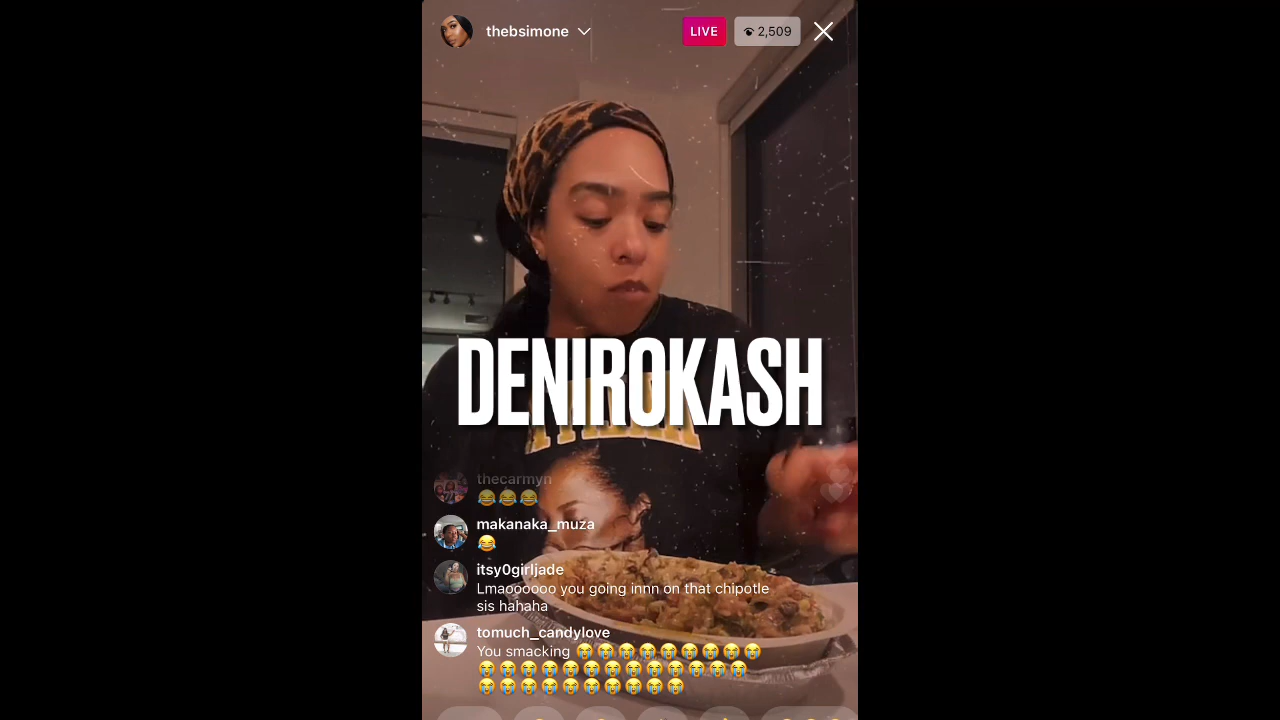 thebsimone
LIVE
2,509
DENIROKASH
thecarmyn
😂😂😂
makanaka_muza
😂
itsy0girljade
Lmaoooooo you going innn on that chipotle
sis hahaha
tomuch_candylove
You smacking 😭😭😭😭😭😭😭😭😭
😭😭😭😭😭😭😭😭😭😭😭😭😭
😭😭😭😭😭😭😭😭😭😭